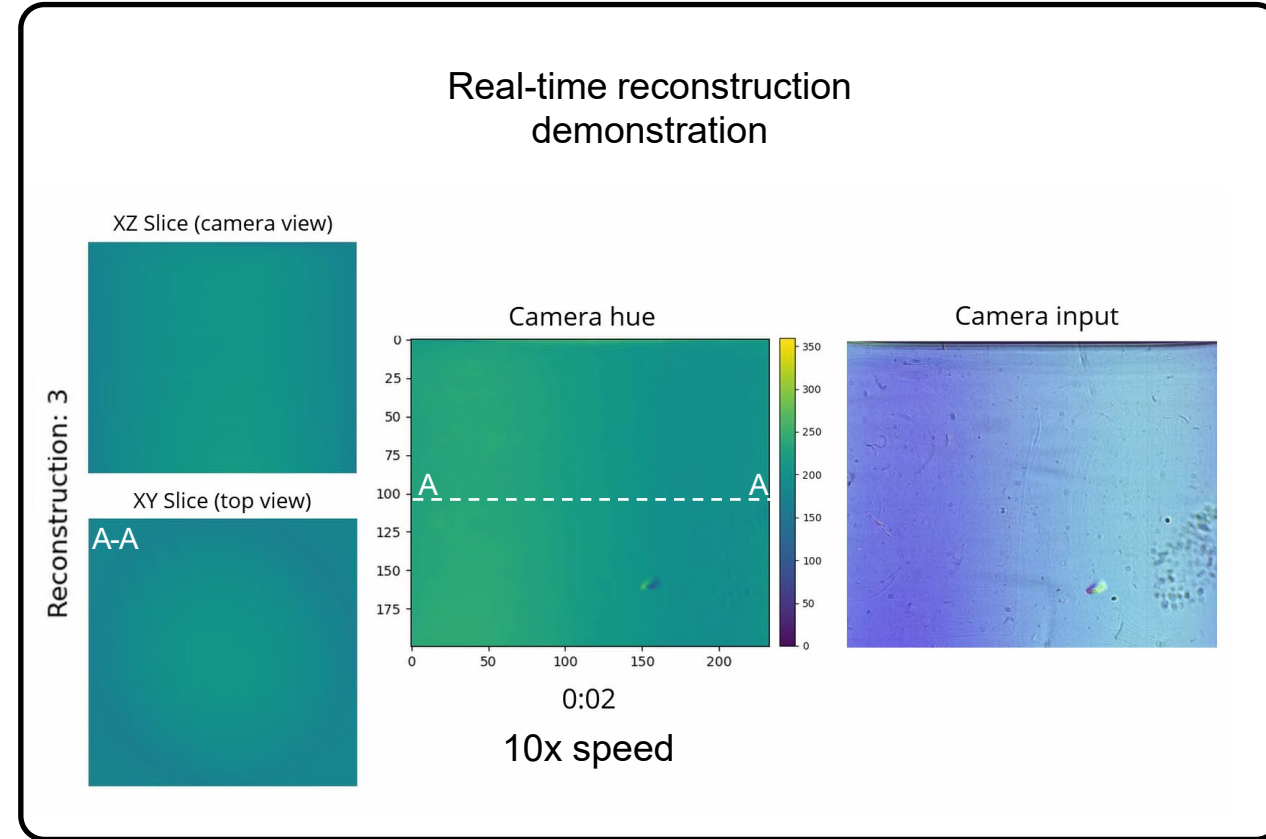 Real-time reconstruction
demonstration
XZ Slice (camera view)
Reconstruction: 3
XY Slice (top view)
A-A
Camera hue
0
25
50
75
100
125
150
175
A
A
0
50
100
150
200
350
300
250
200
150
100
50
0
0:02
10x speed
Camera input